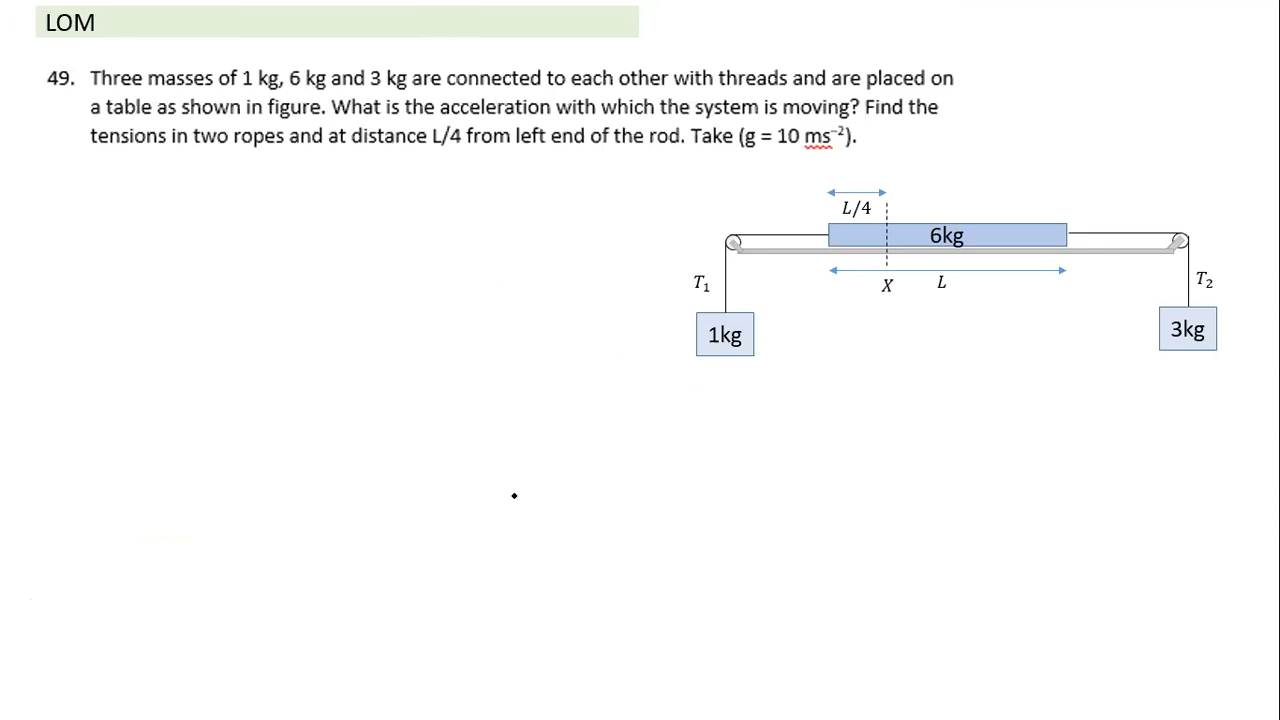 LOM
49. Three masses of 1 kg, 6 kg and 3 kg are connected to each other with threads and are placed on
a table as shown in figure. What is the acceleration with which the system is moving? Find the
tensions in two ropes and at distance L/4 from left end of the rod. Take (g = 10 ms⁻²).
L/4
6kg
T₁
X
L
T₂
1kg
3kg